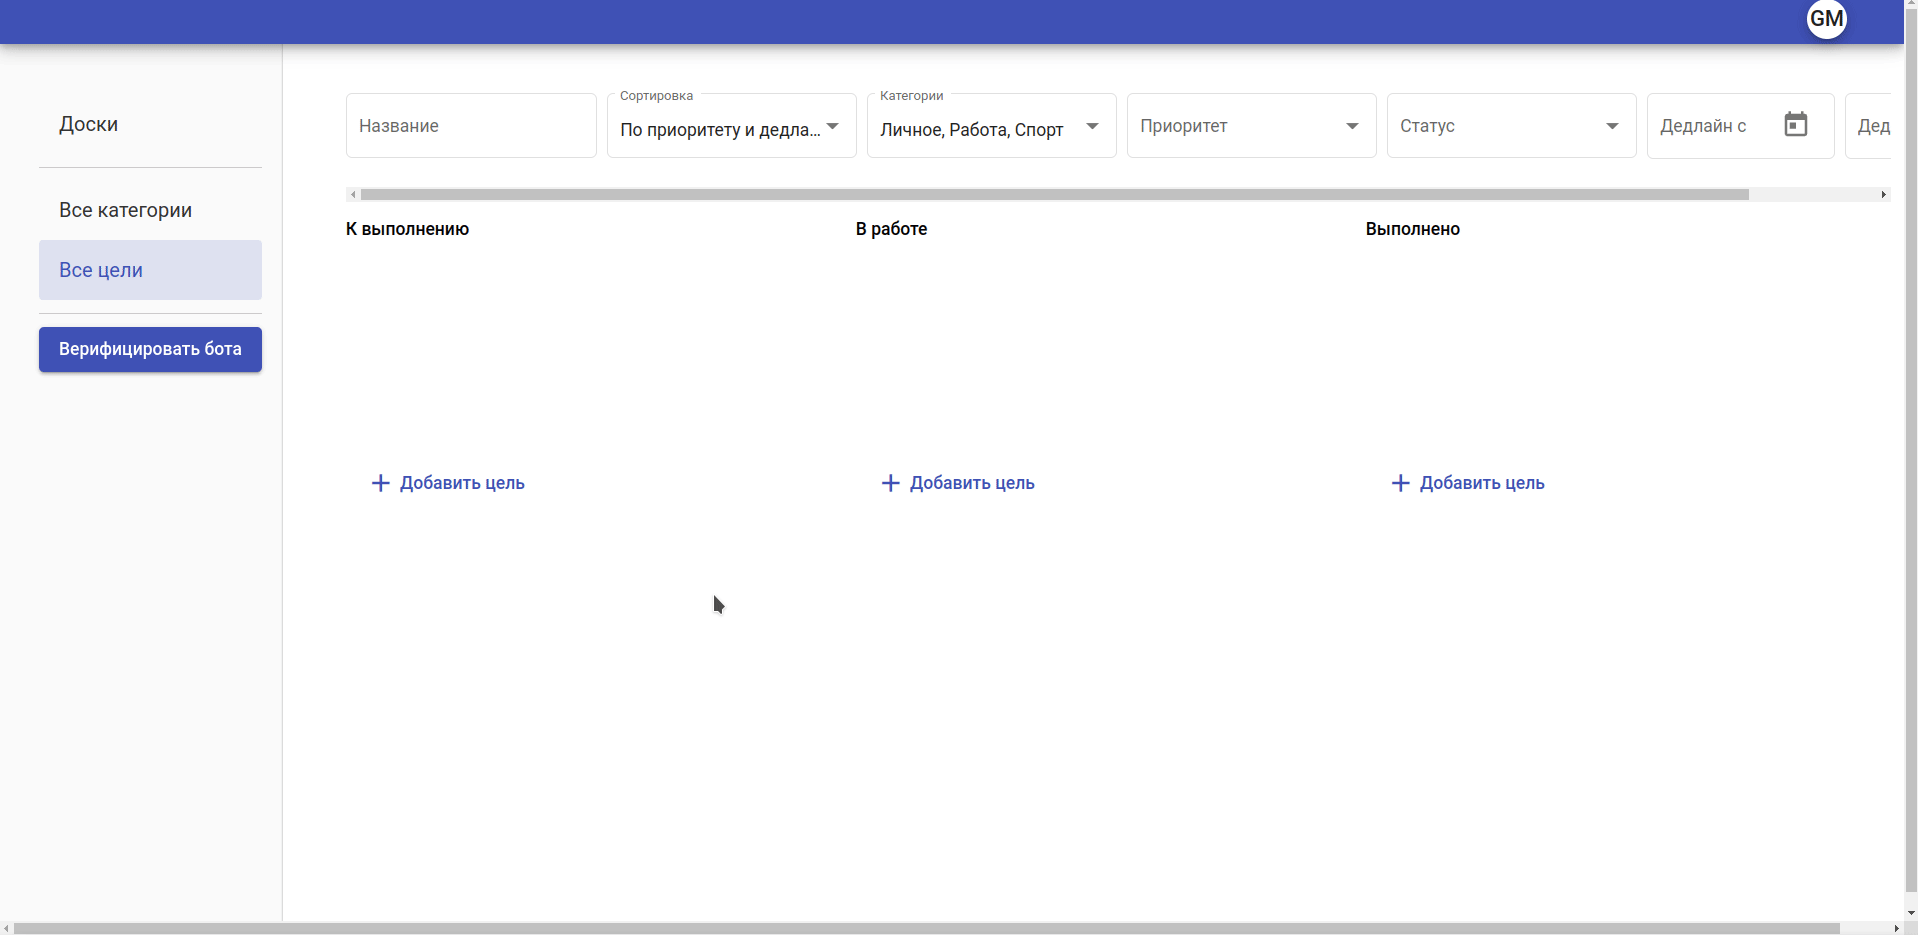 GM
Доски
Все категории
Все цели
Верифицировать бота
Название
Сортировка
По приоритету и дедла...
Категории
Личное, Работа, Спорт
Приоритет
Статус
Дедлайн с
Дед
К выполнению
В работе
Выполнено
Добавить цель
Добавить цель
Добавить цель